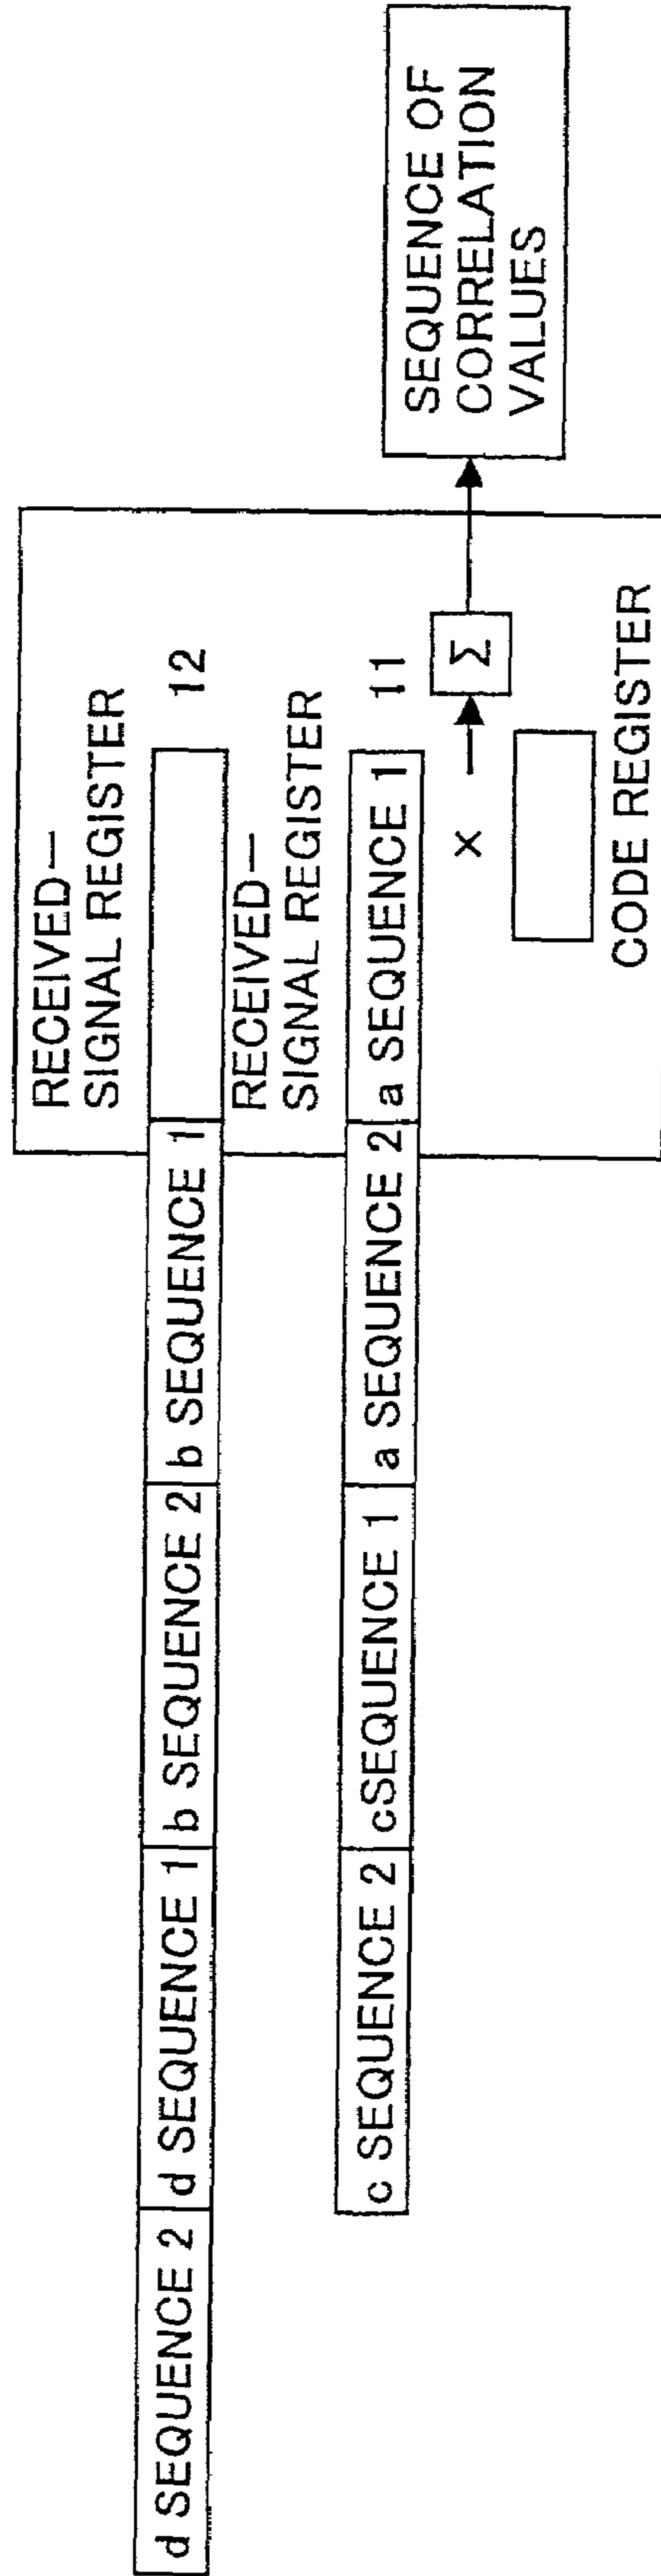 RECEIVED—
SIGNAL REGISTER
12
d SEQUENCE 2
d SEQUENCE 1
b SEQUENCE 2
b SEQUENCE 1
RECEIVED—
SIGNAL REGISTER
11
c SEQUENCE 2
cSEQUENCE 1
a SEQUENCE 2
a SEQUENCE 1
×
Σ
CODE REGISTER
SEQUENCE OF
CORRELATION
VALUES